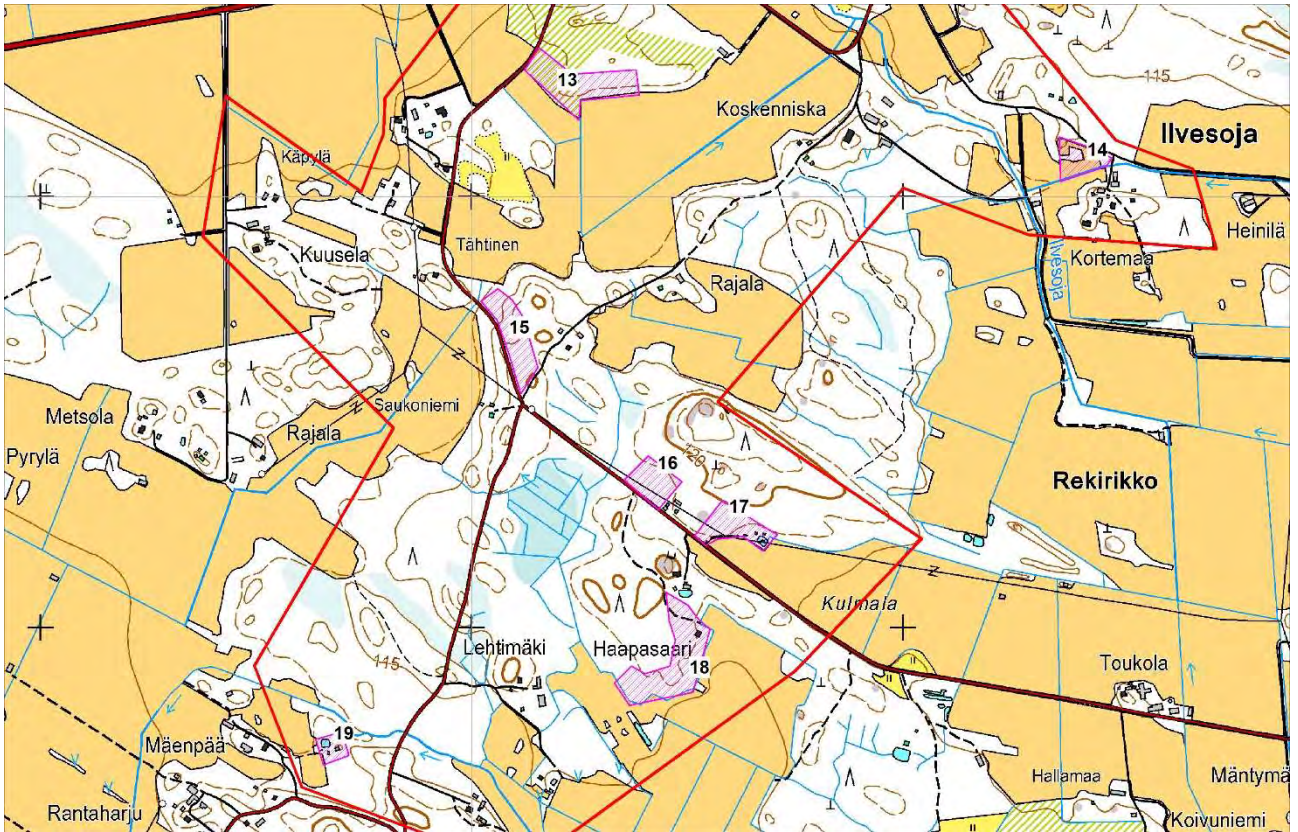 13
Koskenniska
115
Ilvesoja
14
Käpylä
Heinilä
Tähtinen
Kuusela
Kortemaa
Ilvesoja
Rajala
15
Saukoniemi
Metsola
Rajala
Pyrylä
16
120
Rekirikko
17
Kulmala
Lehtimäki
Haapasaari
115
18
Toukola
19
Mäenpää
Hallamaa
Mäntymä
Rantaharju
Koivuniemi